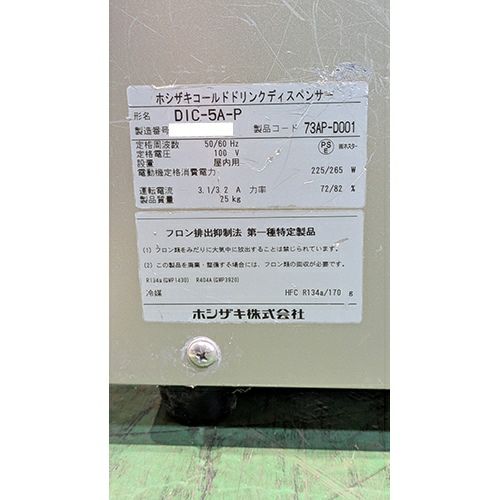 ホシザキコールドドリンクディスペンサー
形名 DIC-5A-P
製造番号 製品コード 73AP-D001
定格周波数 50/60 Hz
定格電圧 100 V
設置 屋内用
電動機定格消費電力 225/265 W
運転電流 3.1/3.2 A 力率 72/82 %
製品質量 25 kg
PSE
フロン排出抑制法 第一種特定製品
(1) フロン類をみだりに大気中に放出することは禁じられています。
(2) この製品を廃棄・整備する場合には、フロン類の回収が必要です。
R134a(GWP1430) R404A(GWP3920)
冷媒 HFC R134a/170 g
ホシザキ株式会社